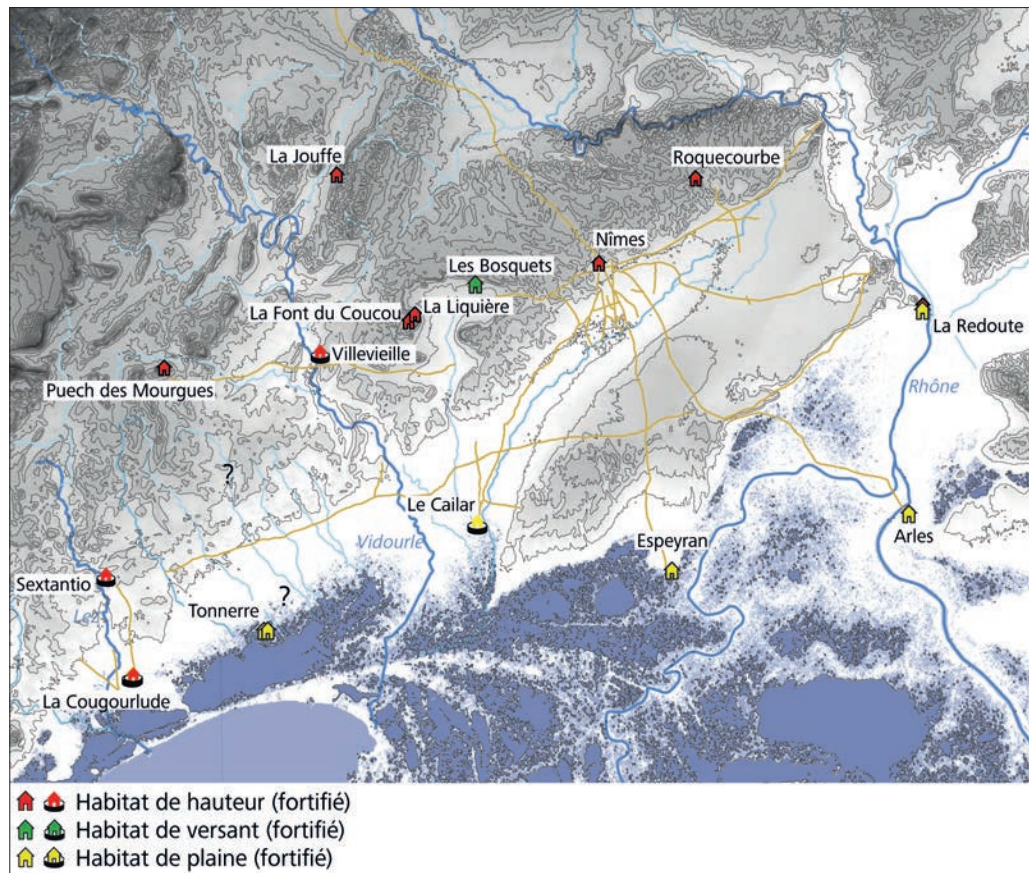 La Jouffe
Roquecourbe
Nîmes
Les Bosquets
La Font du Coucou
La Liquière
La Redoute
Villevieille
Puech des Mourgues
Rhône
?
Le Cailar
Arles
Vidourle
Espeyran
Sextantio
?
Tonnerre
Lez
La Cougourlude
Habitat de hauteur (fortifié)
Habitat de versant (fortifié)
Habitat de plaine (fortifié)